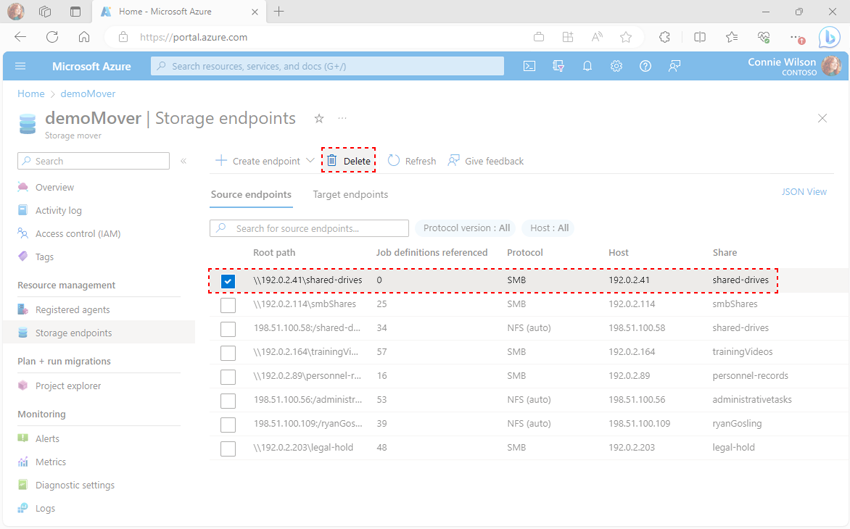 Home - Microsoft Azure
https://portal.azure.com
Microsoft Azure
Search resources, services, and docs (G+/)
Connie Wilson
CONTOSO
Home > demoMover
demoMover | Storage endpoints
Storage mover
Search
Create endpoint
Delete
Refresh
Give feedback
Overview
Activity log
Access control (IAM)
Tags
Resource management
Registered agents
Storage endpoints
Plan + run migrations
Project explorer
Monitoring
Alerts
Metrics
Diagnostic settings
Logs
Source endpoints Target endpoints
JSON View
Search for source endpoints...
Protocol version : All
Host : All
Root path Job definitions referenced Protocol Host Share
\\192.0.2.41\shared-drives 0 SMB 192.0.2.41 shared-drives
\\192.0.2.114\smbShares 25 SMB 192.0.2.114 smbShares
198.51.100.58:/shared-d... 34 NFS (auto) 198.51.100.58 shared-drives
\\192.0.2.164\trainingVi... 57 SMB 192.0.2.164 trainingVideos
\\192.0.2.89\personnel-r... 16 SMB 192.0.2.89 personnel-records
198.51.100.56:/administr... 53 NFS (auto) 198.51.100.56 administrativetasks
198.51.100.109:/ryanGos... 39 NFS (auto) 198.51.100.109 ryanGosling
\\192.0.2.203\legal-hold 48 SMB 192.0.2.203 legal-hold